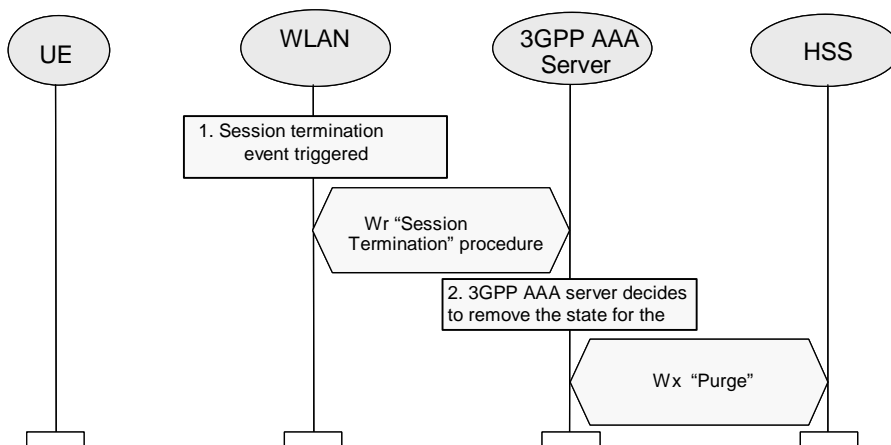 UE
WLAN
3GPP AAA
Server
HSS
1. Session termination
event triggered
Wr “Session
Termination” procedure
2. 3GPP AAA server decides
to remove the state for the
Wx “Purge”